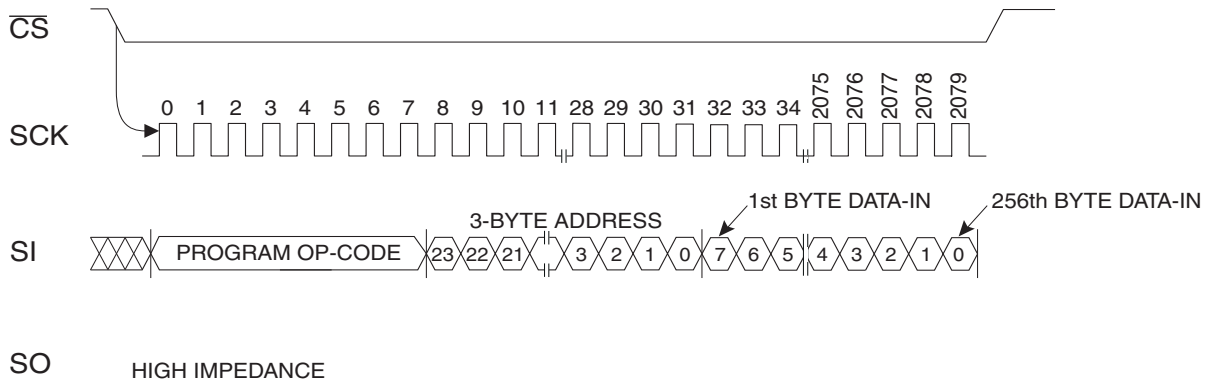 CS
0 1 2 3 4 5 6 7 8 9 10 11 28 29 30 31 32 33 34 2075 2076 2077 2078 2079
SCK
1st BYTE DATA-IN 256th BYTE DATA-IN
3-BYTE ADDRESS
SI PROGRAM OP-CODE 23 22 21 3 2 1 0 7 6 5 4 3 2 1 0
SO HIGH IMPEDANCE